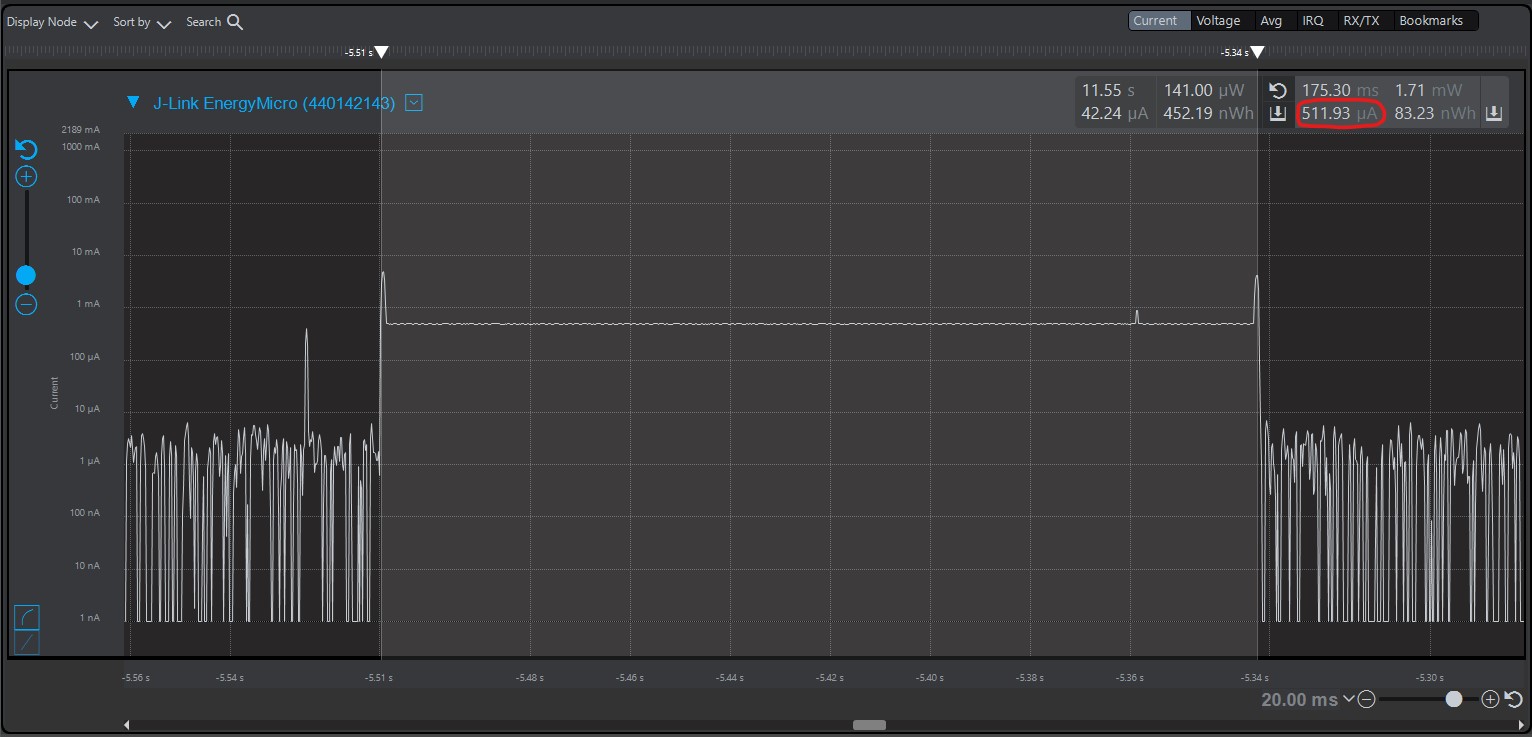 Display Node Sort by Search Current Voltage Avg IRQ RX/TX Bookmarks
-5.51 s -5.34 s
J-Link EnergyMicro (440142143)
11.55 s 141.00 µW 175.30 ms 1.71 mW
42.24 µA 452.19 nWh 511.93 µA 83.23 nWh
2189 mA
1000 mA
100 mA
10 mA
1 mA
100 µA
10 µA
1 µA
100 nA
10 nA
1 nA
Current
-5.56 s -5.54 s -5.51 s -5.48 s -5.46 s -5.44 s -5.42 s -5.40 s -5.38 s -5.36 s -5.34 s -5.30 s
20.00 ms